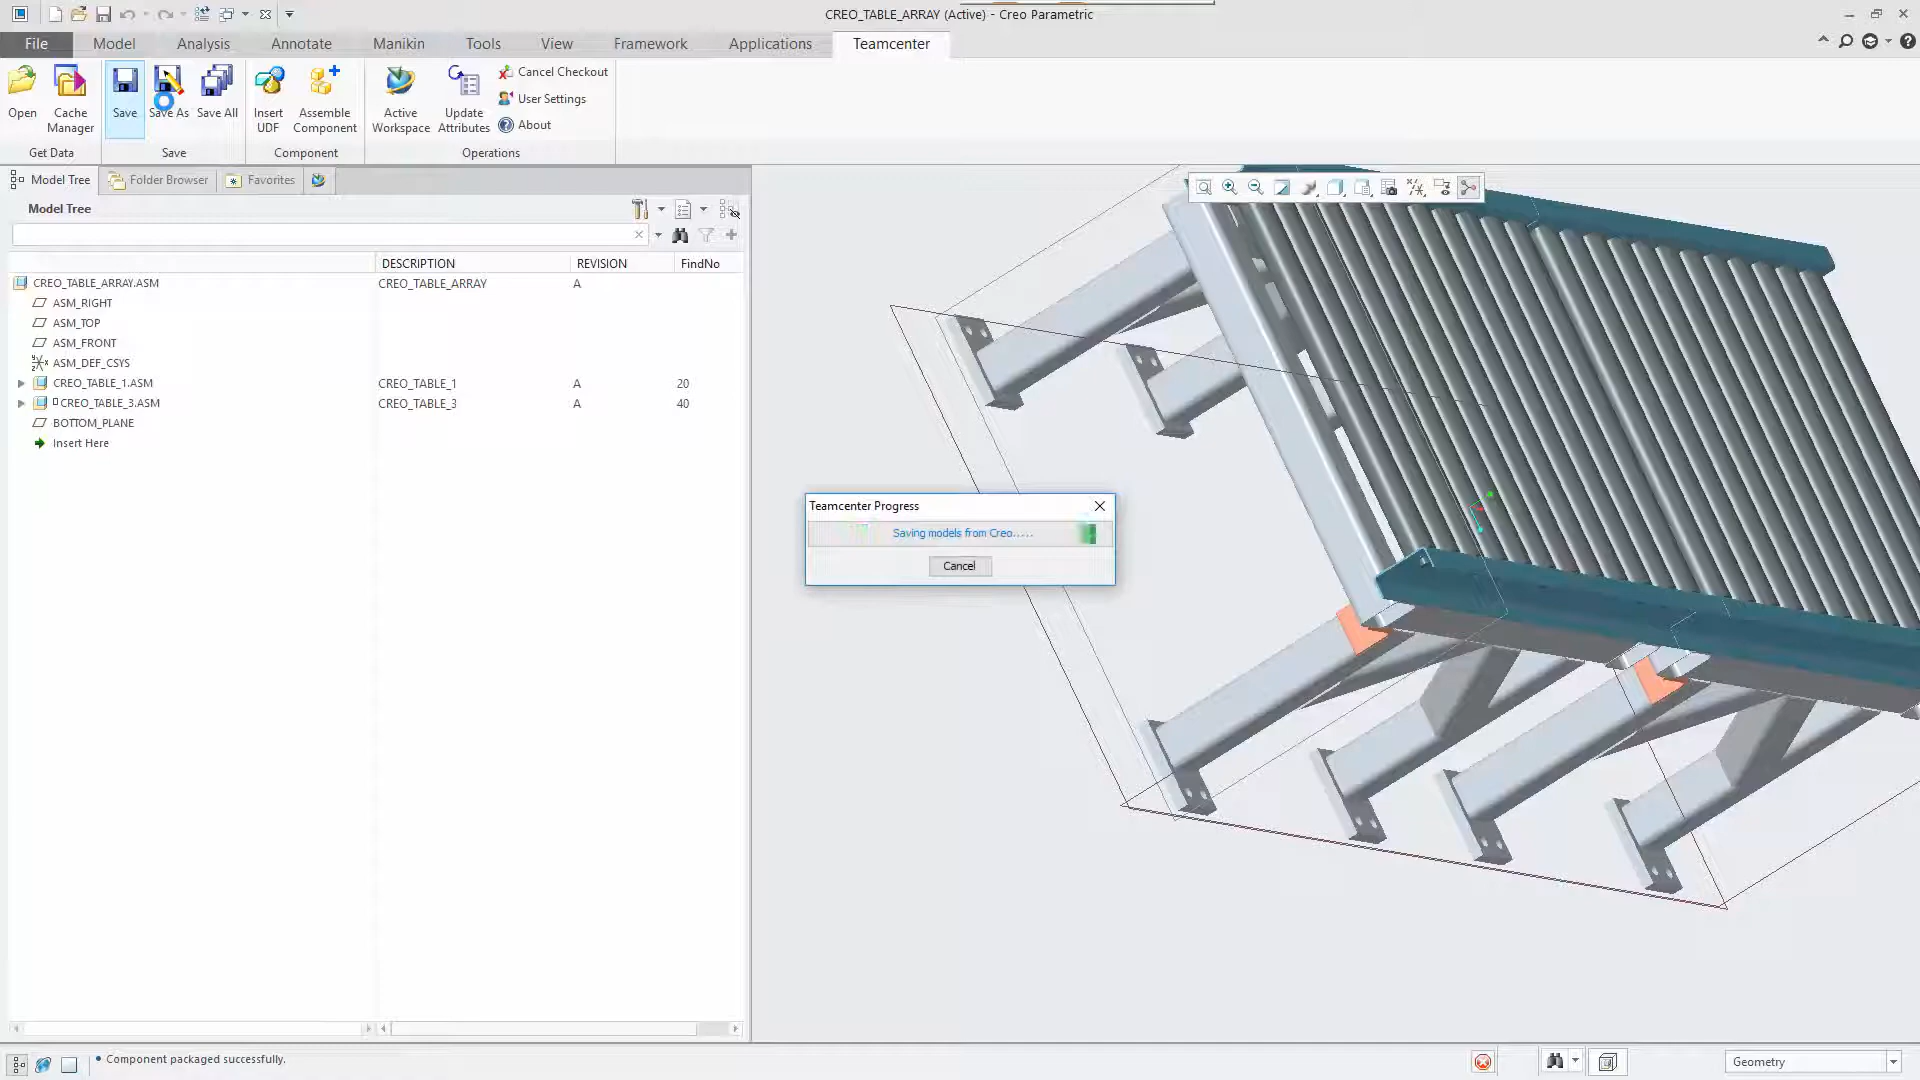 CREO_TABLE_ARRAY (Active) - Creo Parametric
File Model Analysis Annotate Manikin Tools View Framework Applications Teamcenter
Open Cache Manager Save Save As Save All Insert UDF Assemble Component Active Workspace Update Attributes
Cancel Checkout
User Settings
About
Get Data Save Component Operations
Model Tree Folder Browser Favorites
Model Tree
DESCRIPTION REVISION FindNo
CREO_TABLE_ARRAY.ASM CREO_TABLE_ARRAY A
ASM_RIGHT
ASM_TOP
ASM_FRONT
ASM_DEF_CSYS
CREO_TABLE_1.ASM CREO_TABLE_1 A 20
CREO_TABLE_3.ASM CREO_TABLE_3 A 40
BOTTOM_PLANE
Insert Here
Teamcenter Progress
Saving models from Creo.....
Cancel
• Component packaged successfully.
Geometry